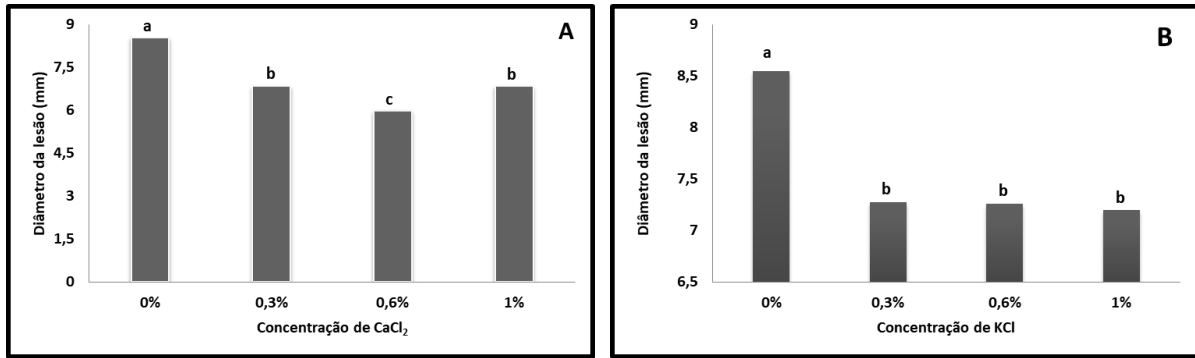 A
Diâmetro da lesão (mm)
9
7,5
6
4,5
3
1,5
0
a
b
c
b
0%
0,3%
0,6%
1%
Concentração de CaCl₂
B
Diâmetro da lesão (mm)
9
8,5
8
7,5
7
6,5
a
b
b
b
0%
0,3%
0,6%
1%
Concentração de KCl